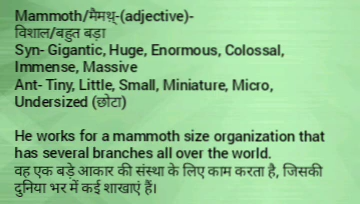 Mammoth/मैमथ्-(adjective)-
विशाल/बहुत बड़ा
Syn- Gigantic, Huge, Enormous, Colossal,
Immense, Massive
Ant- Tiny, Little, Small, Miniature, Micro,
Undersized (छोटा)
He works for a mammoth size organization that
has several branches all over the world.
वह एक बड़े आकार की संस्था के लिए काम करता है, जिसकी
दुनिया भर में कई शाखाएं हैं।